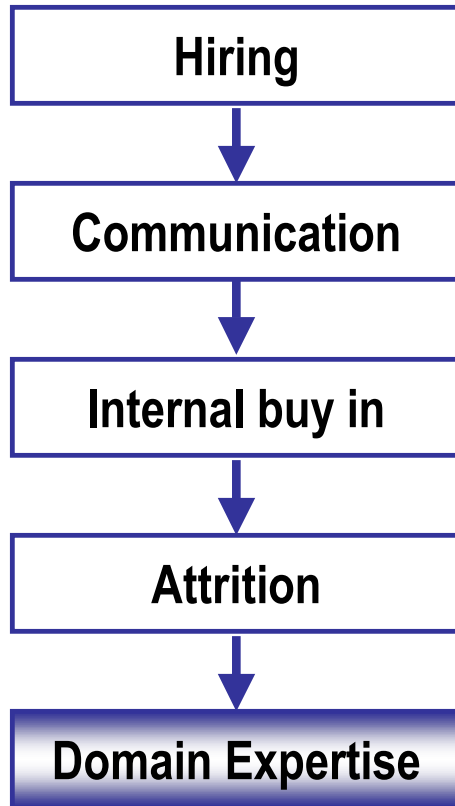 Hiring
Communication
Internal buy in
Attrition
Domain Expertise